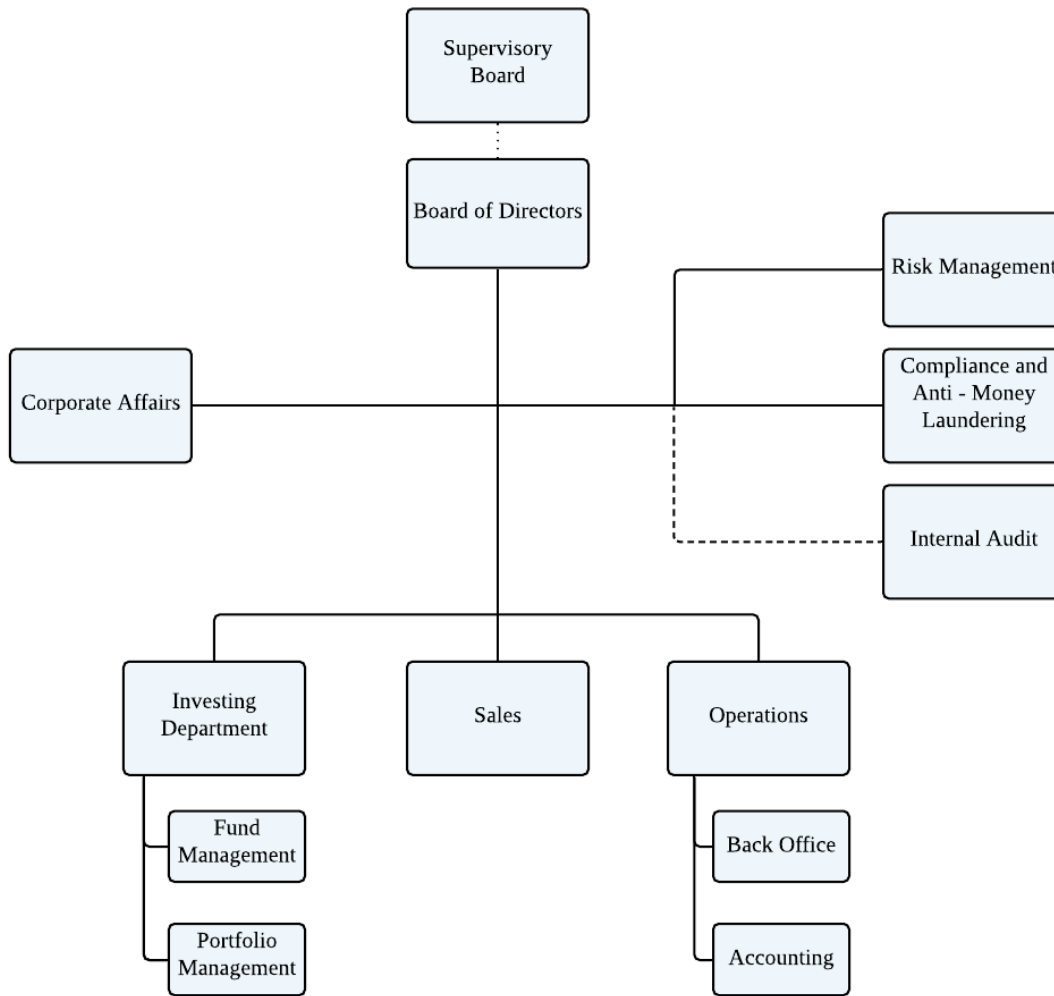 Supervisory
Board
Board of Directors
Risk Management
Corporate Affairs
Compliance and
Anti - Money
Laundering
Internal Audit
Investing
Department
Sales
Operations
Fund
Management
Back Office
Portfolio
Management
Accounting